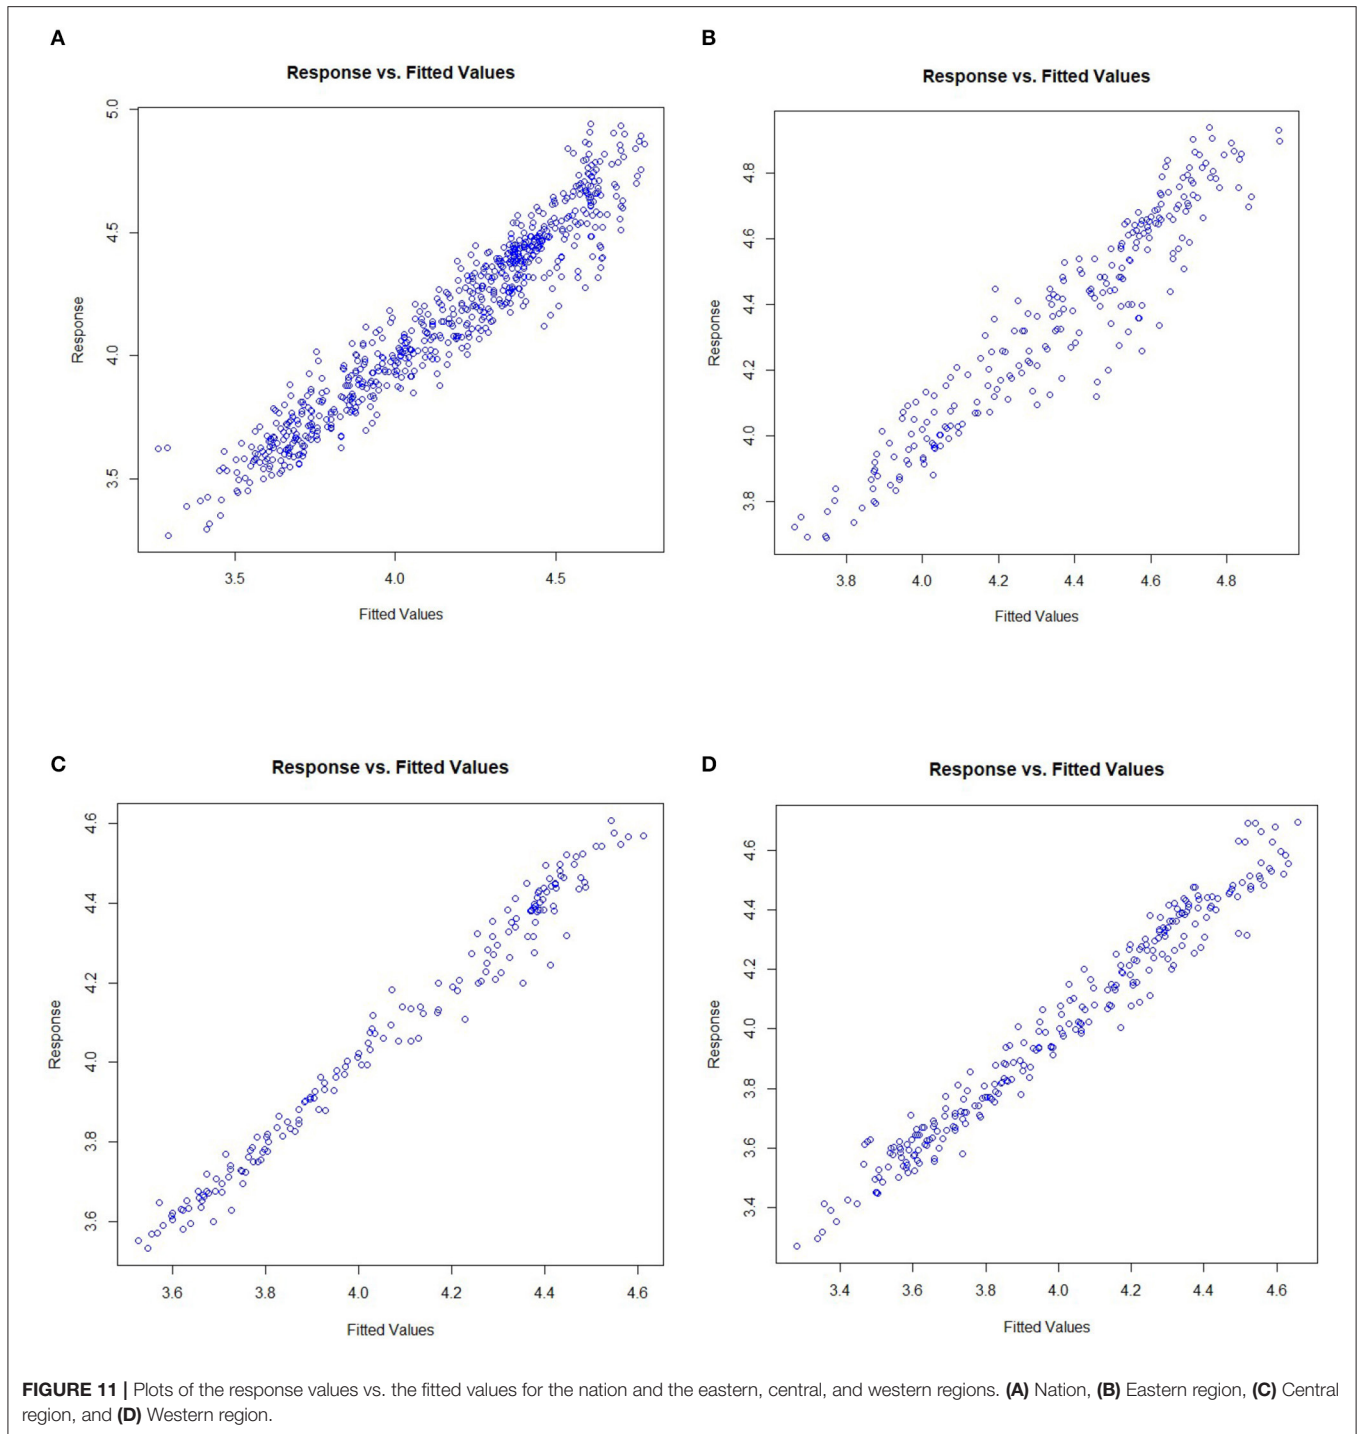 A
Response vs. Fitted Values
5.0
4.5
4.0
3.5
Response
3.5 4.0 4.5
Fitted Values
B
Response vs. Fitted Values
4.8
4.6
4.4
4.2
4.0
3.8
Response
3.8 4.0 4.2 4.4 4.6 4.8
Fitted Values
C
Response vs. Fitted Values
4.6
4.4
4.2
4.0
3.8
3.6
Response
3.6 3.8 4.0 4.2 4.4 4.6
Fitted Values
D
Response vs. Fitted Values
4.6
4.4
4.2
4.0
3.8
3.6
3.4
Response
3.4 3.6 3.8 4.0 4.2 4.4 4.6
Fitted Values
FIGURE 11 | Plots of the response values vs. the fitted values for the nation and the eastern, central, and western regions. (A) Nation, (B) Eastern region, (C) Central
region, and (D) Western region.